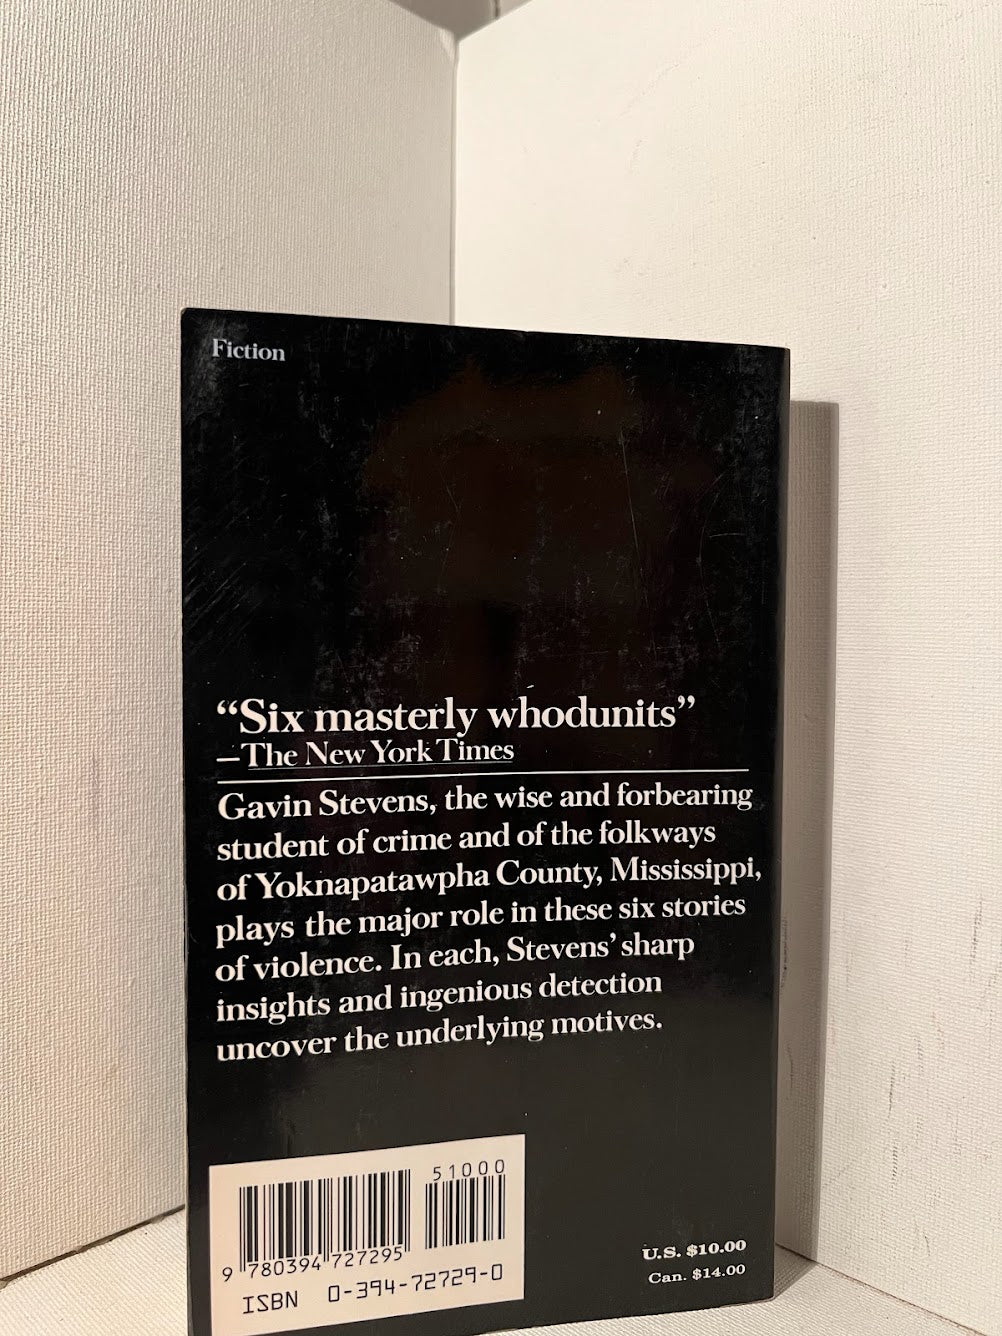 Fiction
“Six masterly whodunits”
—The New York Times
Gavin Stevens, the wise and forbearing
student of crime and of the folkways
of Yoknapatawpha County, Mississippi,
plays the major role in these six stories
of violence. In each, Stevens’ sharp
insights and ingenious detection
uncover the underlying motives.
51000
9 780394 727295
ISBN 0-394-72729-0
U.S. $10.00
Can. $14.00